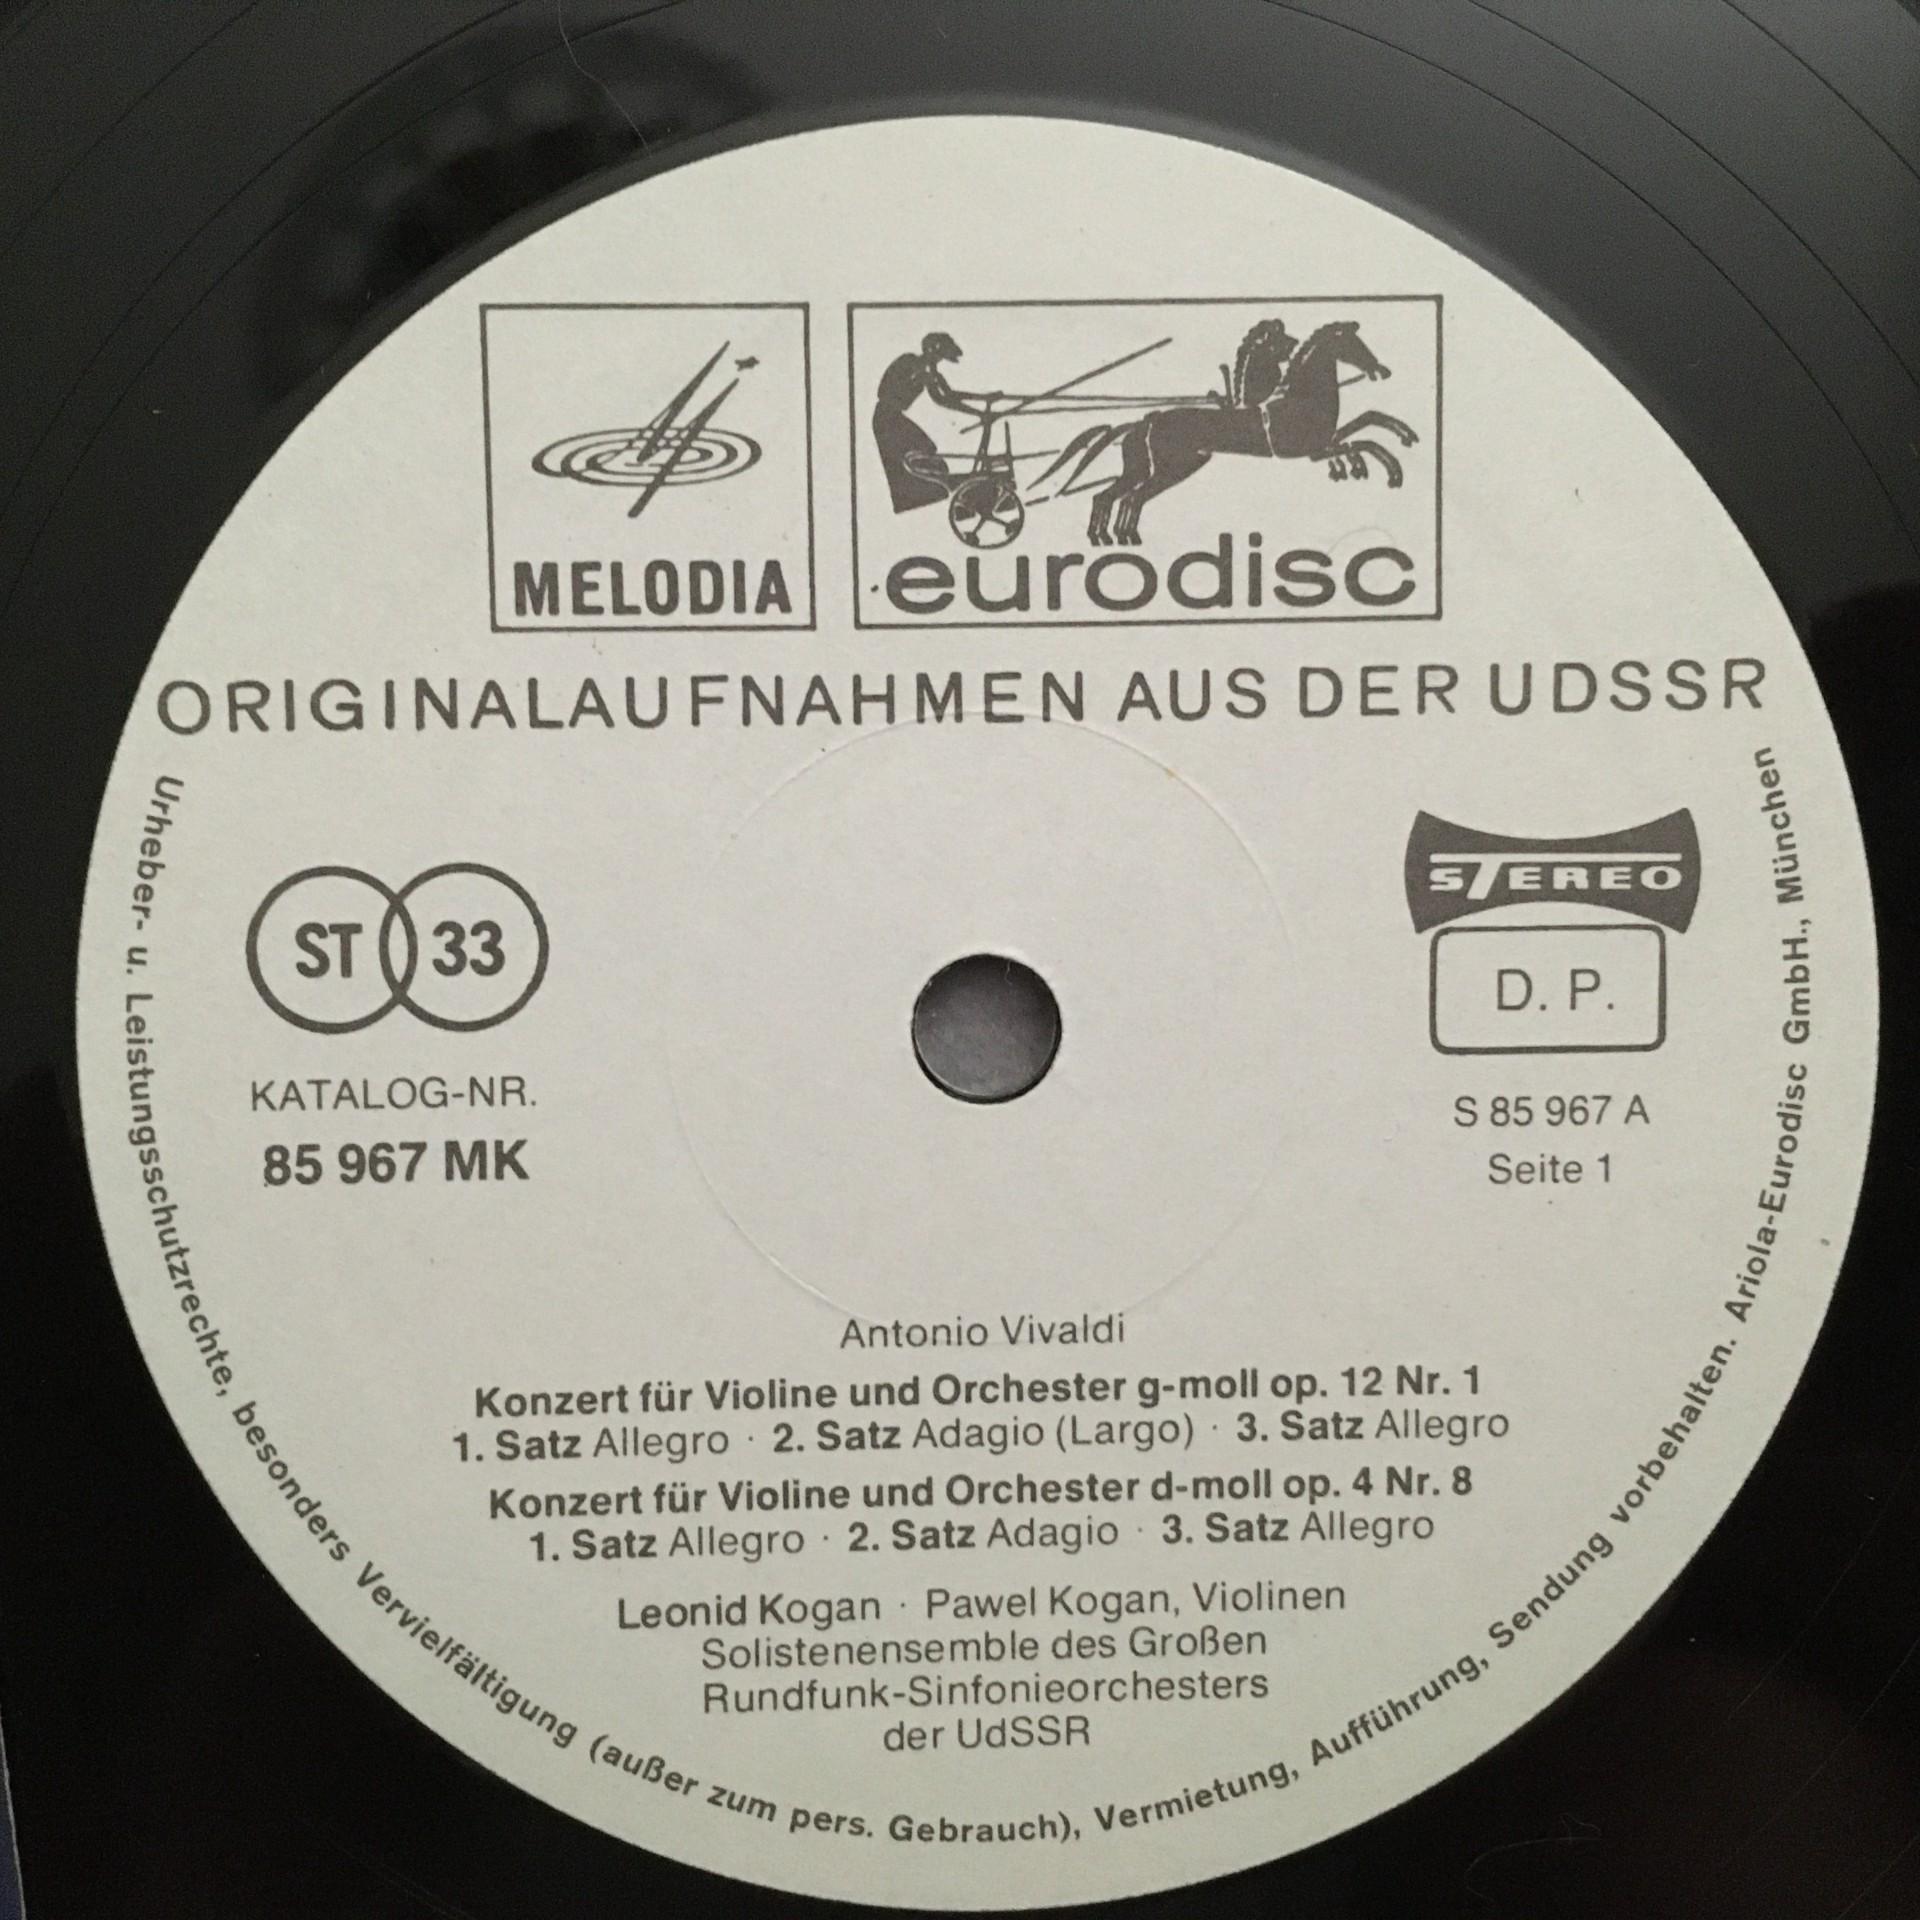 MELODIA
eurodisc
ORIGINALAUFNAHMEN AUS DER UDSSR
ST 33
KATALOG-NR.
85 967 MK
STEREO
D. P.
S 85 967 A
Seite 1
Antonio Vivaldi
Konzert für Violine und Orchester g-moll op. 12 Nr. 1
1. Satz Allegro · 2. Satz Adagio (Largo) · 3. Satz Allegro
Konzert für Violine und Orchester d-moll op. 4 Nr. 8
1. Satz Allegro · 2. Satz Adagio · 3. Satz Allegro
Leonid Kogan · Pawel Kogan, Violinen
Solistenensemble des Großen
Rundfunk-Sinfonieorchesters
der UdSSR
Urheber- u. Leistungsschutzrechte, besonders Vervielfältigung (außer zum pers. Gebrauch), Vermietung, Aufführung, Sendung vorbehalten. Ariola-Eurodisc GmbH., München